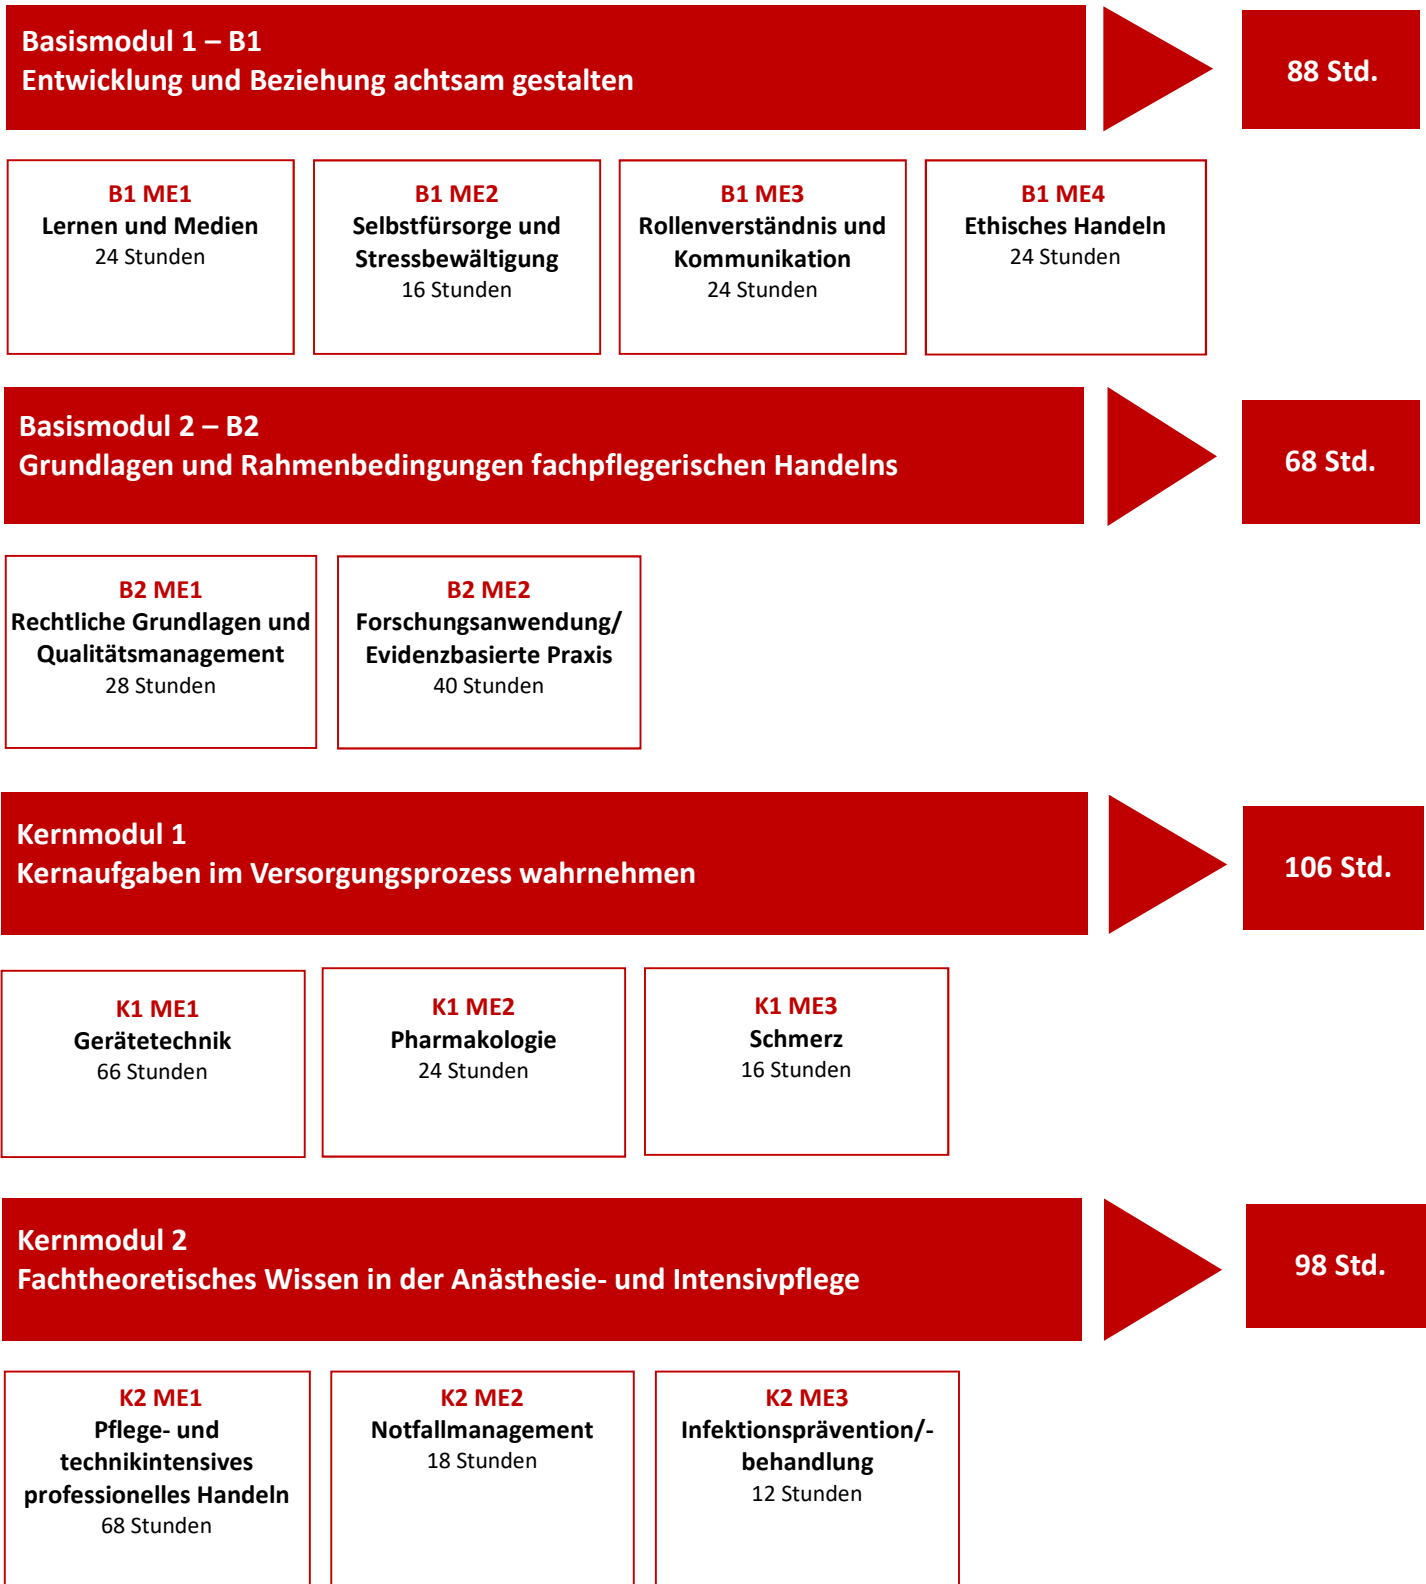 Basismodul 1 – B1
Entwicklung und Beziehung achtsam gestalten
88 Std.
B1 ME1
Lernen und Medien
24 Stunden
B1 ME2
Selbstfürsorge und
Stressbewältigung
16 Stunden
B1 ME3
Rollenverständnis und
Kommunikation
24 Stunden
B1 ME4
Ethisches Handeln
24 Stunden
Basismodul 2 – B2
Grundlagen und Rahmenbedingungen fachpflegerischen Handelns
68 Std.
B2 ME1
Rechtliche Grundlagen und
Qualitätsmanagement
28 Stunden
B2 ME2
Forschungsanwendung/
Evidenzbasierte Praxis
40 Stunden
Kernmodul 1
Kernaufgaben im Versorgungsprozess wahrnehmen
106 Std.
K1 ME1
Gerätetechnik
66 Stunden
K1 ME2
Pharmakologie
24 Stunden
K1 ME3
Schmerz
16 Stunden
Kernmodul 2
Fachtheoretisches Wissen in der Anästhesie- und Intensivpflege
98 Std.
K2 ME1
Pflege- und
technikintensives
professionelles Handeln
68 Stunden
K2 ME2
Notfallmanagement
18 Stunden
K2 ME3
Infektionsprävention/-
behandlung
12 Stunden